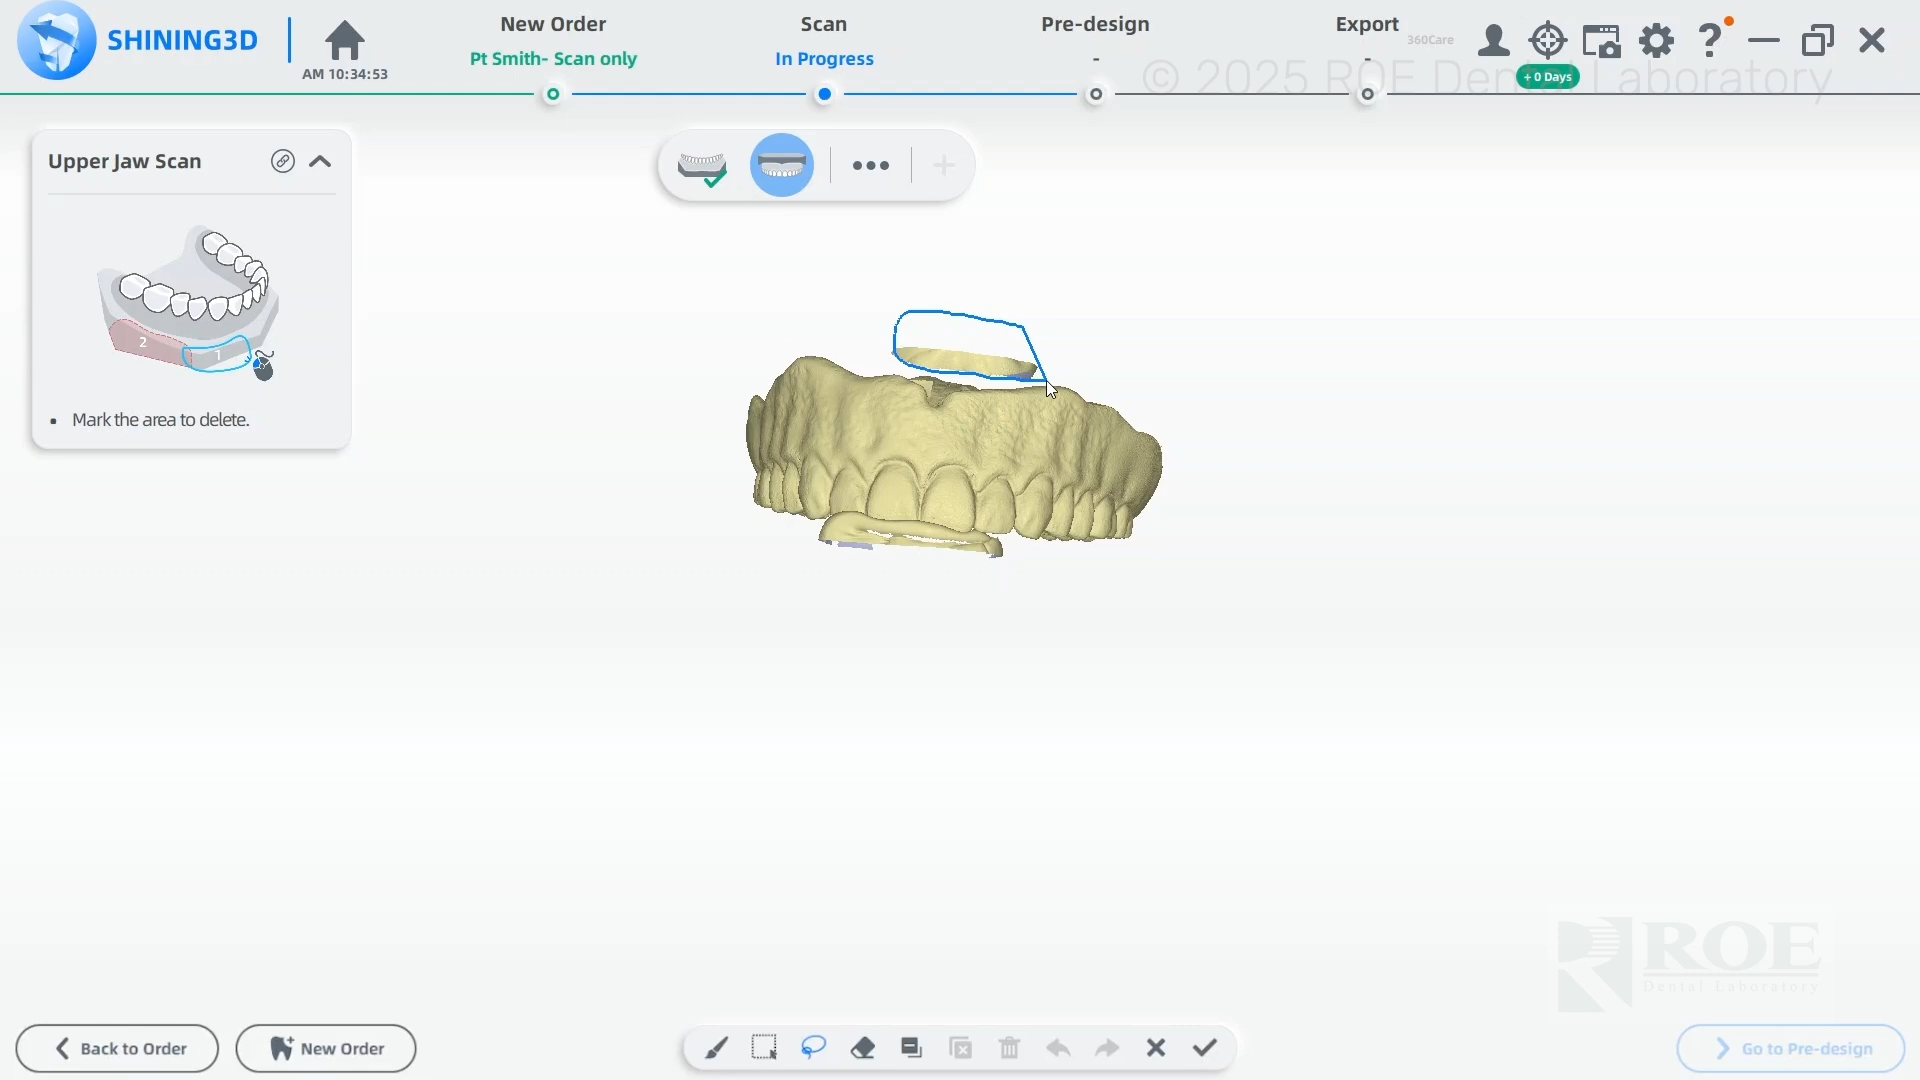 SHINING3D
AM 10:34:53
New Order
Pt Smith- Scan only
Scan
In Progress
Pre-design
-
Export
-
360Care
+ 0 Days
© 2025 ROE Dental Laboratory
Upper Jaw Scan
2
1
• Mark the area to delete.
ROE
Dental Laboratory
Back to Order
New Order
Go to Pre-design